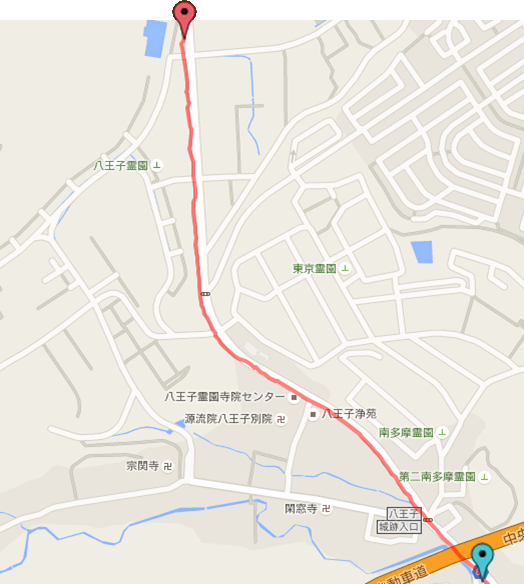 八王子霊園
東京霊園
八王子霊園寺院センター
源流院八王子別院
八王子浄苑
南多摩霊園
宗関寺
第二南多摩霊園
閑窓寺
八王子
城跡入口
中央
動車道